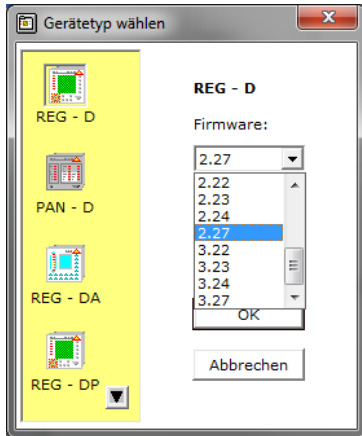 Gerätetyp wählen
REG - D
PAN - D
REG - DA
REG - DP
REG - D
Firmware:
2.27
2.22
2.23
2.24
2.27
3.22
3.23
3.24
3.27
OK
Abbrechen